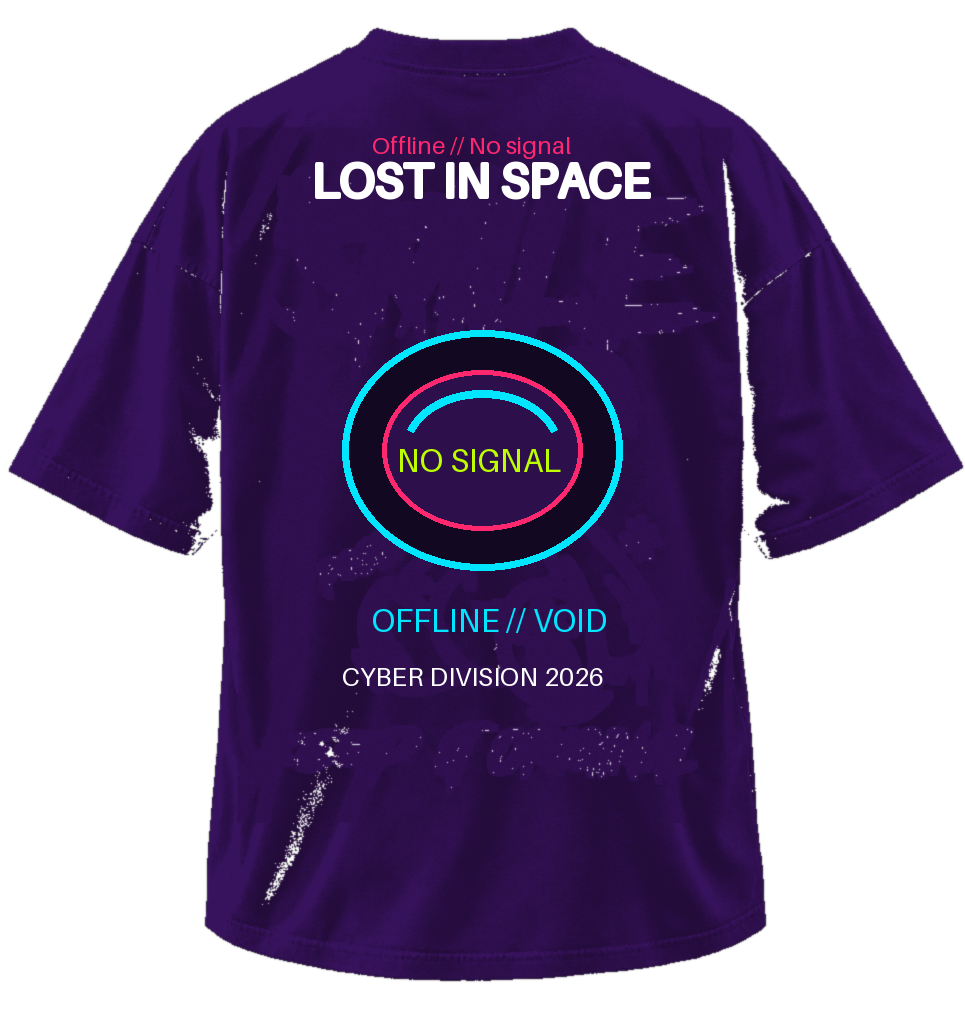 Offline // No signal
LOST IN SPACE
NO SIGNAL
OFFLINE // VOID
CYBER DIVISION 2026